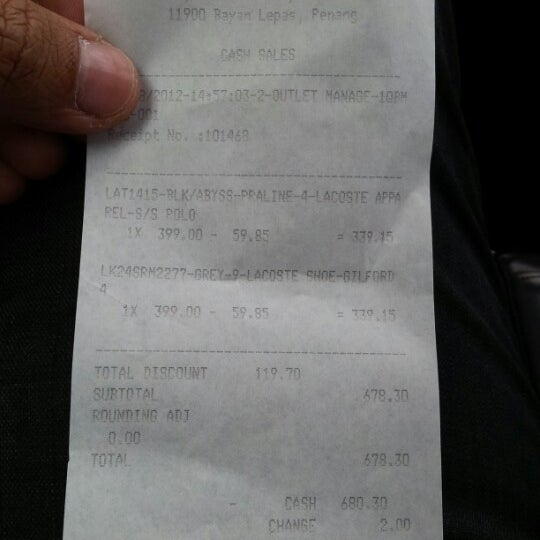 11900 Bayan Lepas, Penang
CASH SALES
/2012-14:57:03-2-OUTLET MANAGE-1QBM
-001
Receipt No. :101468
LAT1415-BLK/ABYSS-PRALINE-4-LACOSTE APPA
REL-S/S POLO
1X 399.00 - 59.85 = 339.15
LK24SRM2277-GREY-9-LACOSTE SHOE-GILFORD
4
1X 399.00 - 59.85 = 339.15
TOTAL DISCOUNT 119.70
SUBTOTAL 678.30
ROUNDING ADJ
0.00
TOTAL 678.30
- CASH 680.30
CHANGE 2.00